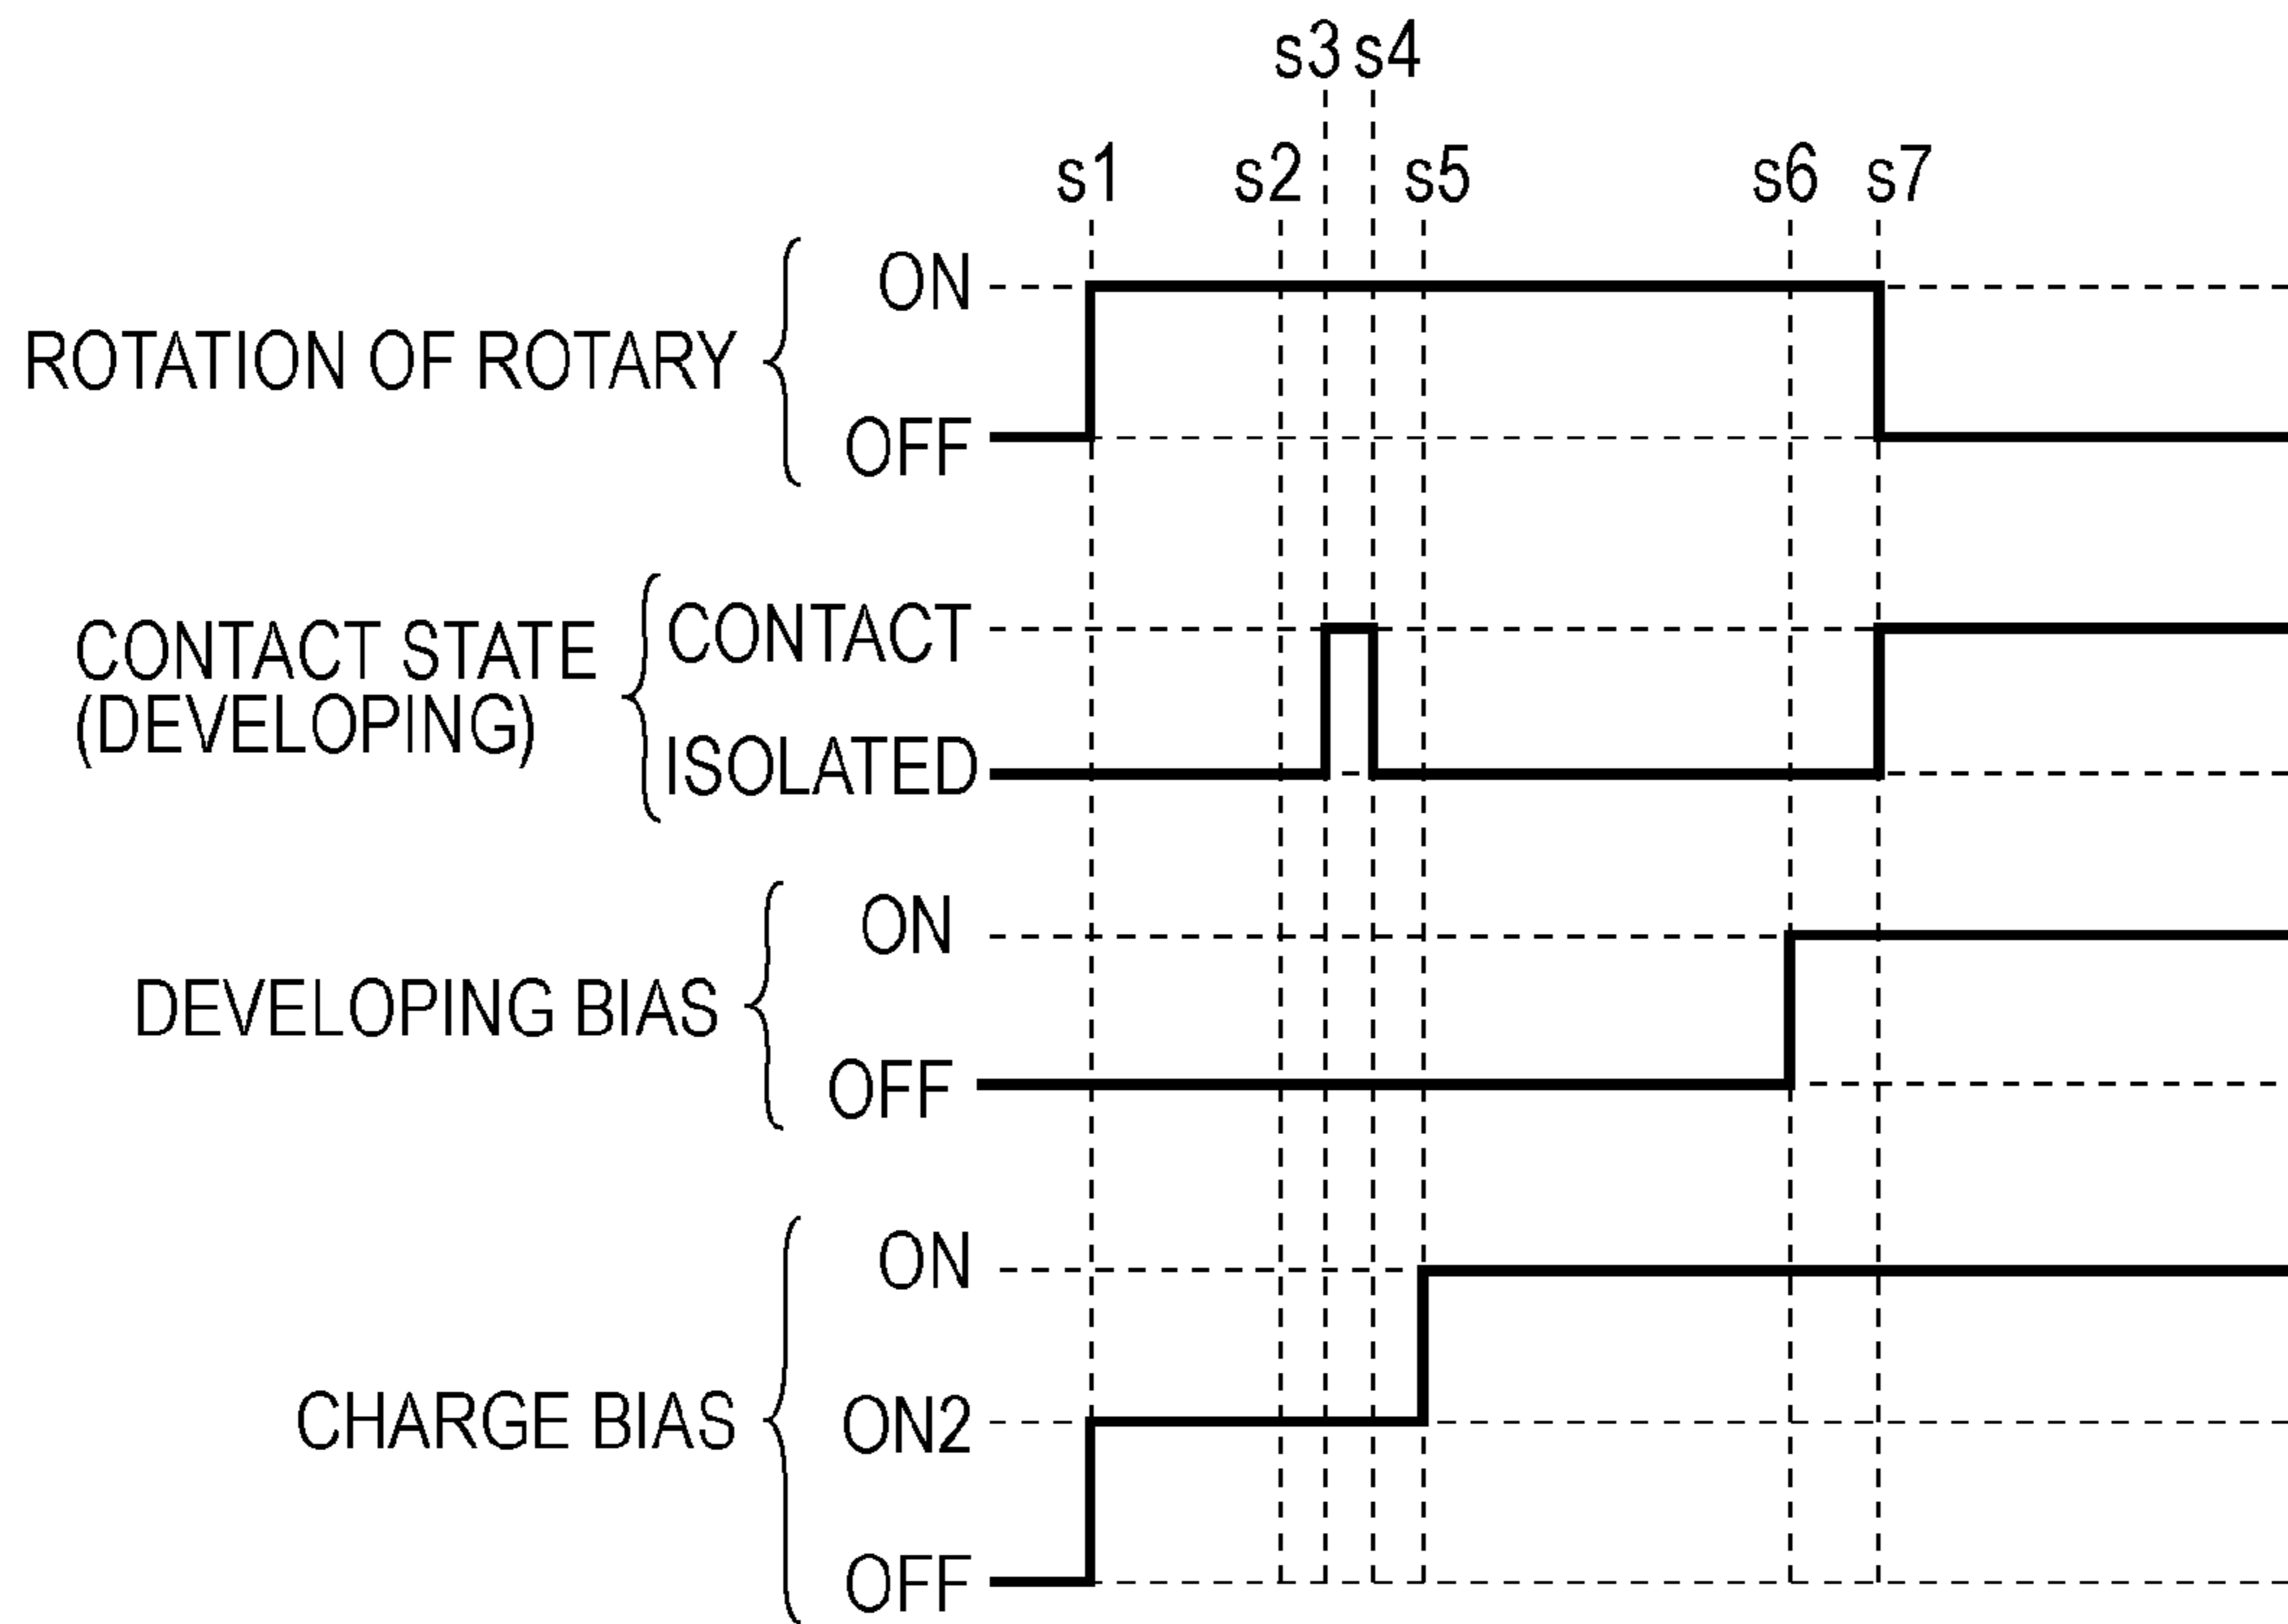 s3 s4
s1 s2 s5 s6 s7
ON
ROTATION OF ROTARY
OFF
CONTACT
CONTACT STATE
(DEVELOPING)
ISOLATED
ON
DEVELOPING BIAS
OFF
ON
CHARGE BIAS
ON2
OFF